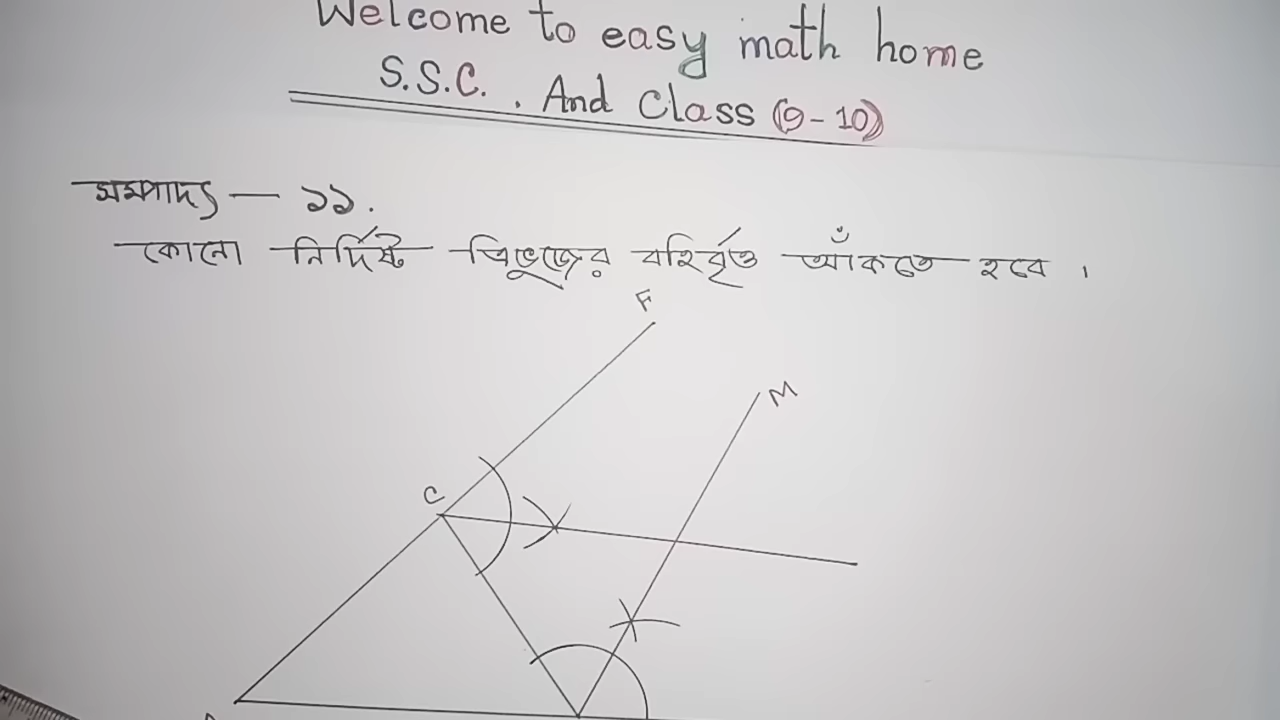 Welcome to easy math home
S.S.C. . And Class (9-10)
সম্পাদ্য — ১১.
কোনো নির্দিষ্ট ত্রিভুজের বহির্বৃত্ত আঁকতে হবে ।
F
M
C